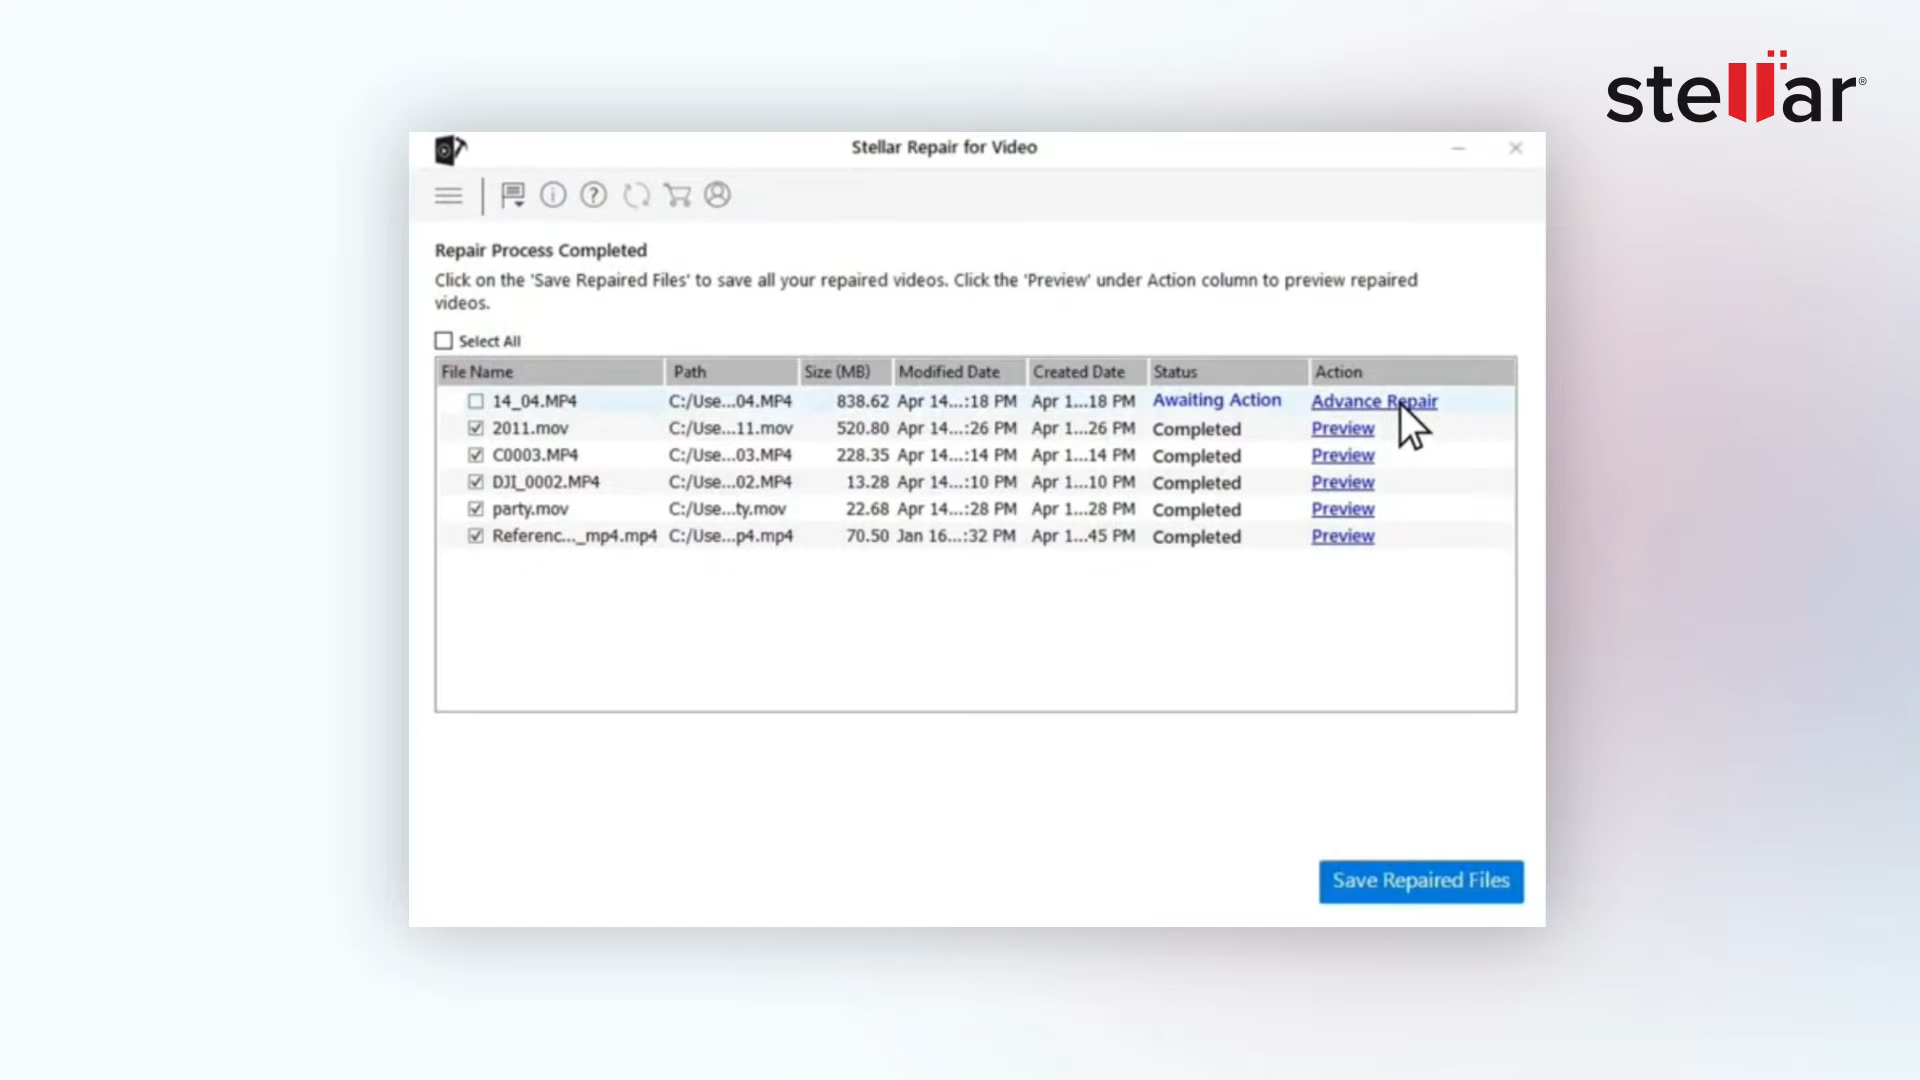 stellar®
Stellar Repair for Video
Repair Process Completed
Click on the 'Save Repaired Files' to save all your repaired videos. Click the 'Preview' under Action column to preview repaired
videos.
Select All
File Name Path Size (MB) Modified Date Created Date Status Action
14_04.MP4 C:/Use...04.MP4 838.62 Apr 14...:18 PM Apr 1...18 PM Awaiting Action Advance Repair
2011.mov C:/Use...11.mov 520.80 Apr 14...:26 PM Apr 1...26 PM Completed Preview
C0003.MP4 C:/Use...03.MP4 228.35 Apr 14...:14 PM Apr 1...14 PM Completed Preview
DJI_0002.MP4 C:/Use...02.MP4 13.28 Apr 14...:10 PM Apr 1...10 PM Completed Preview
party.mov C:/Use...ty.mov 22.68 Apr 14...:28 PM Apr 1...28 PM Completed Preview
Referenc..._mp4.mp4 C:/Use...p4.mp4 70.50 Jan 16...:32 PM Apr 1...45 PM Completed Preview
Save Repaired Files